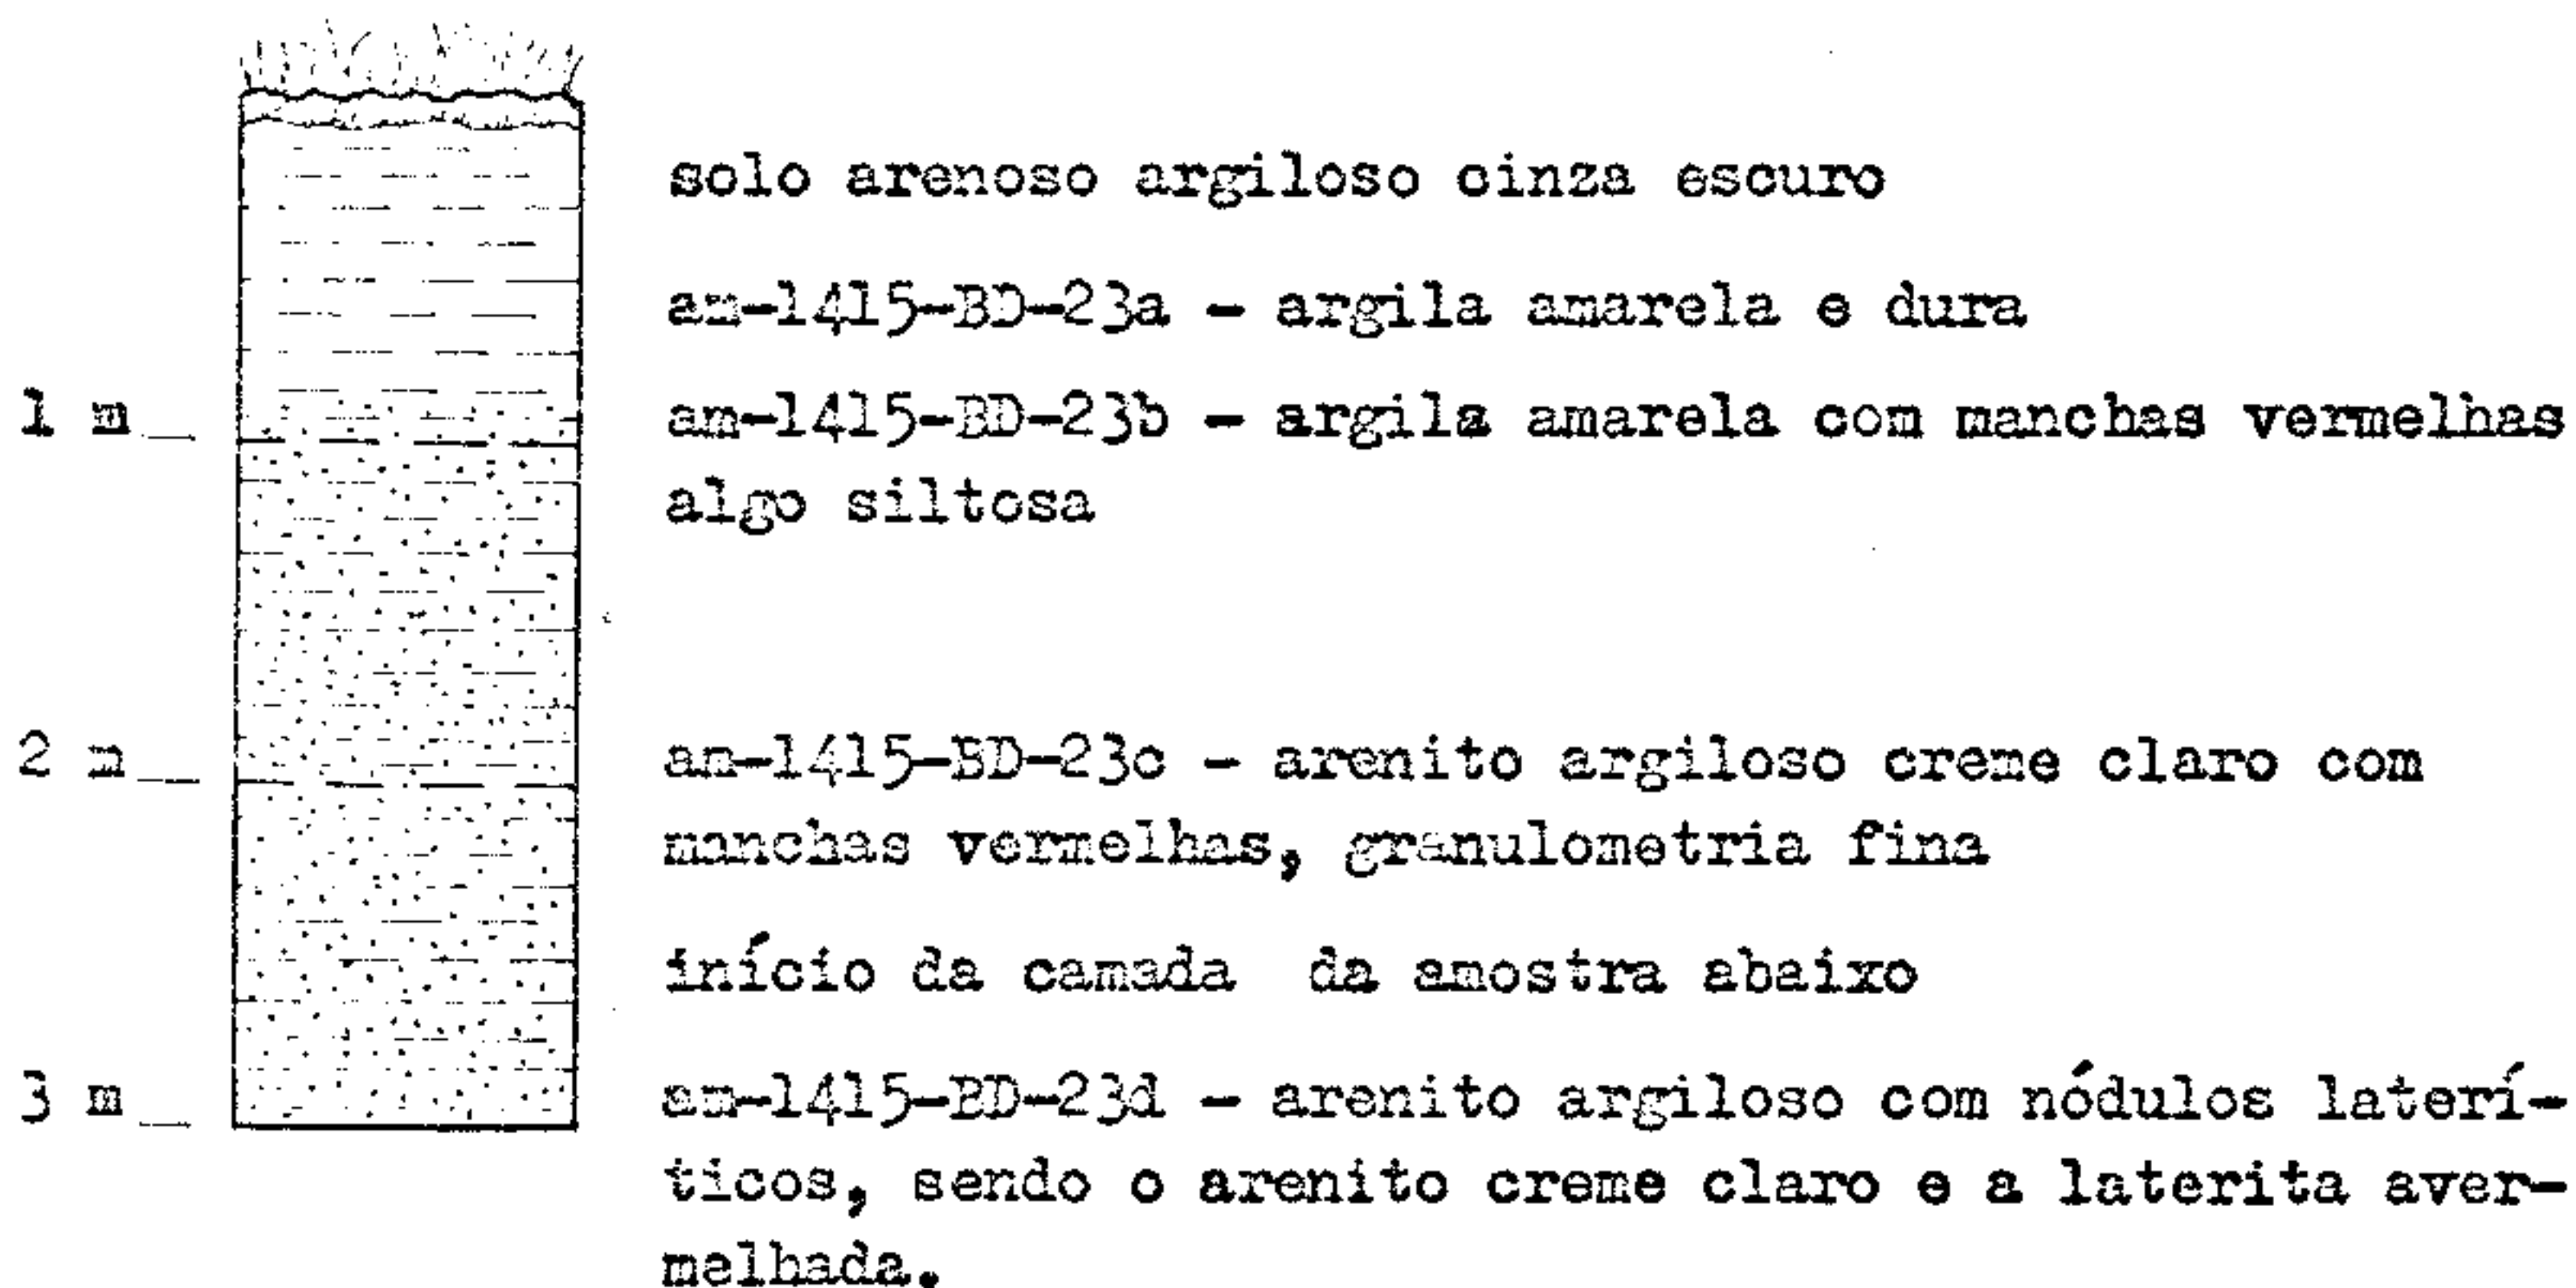 solo arenoso argiloso cinza escuro
am-1415-BD-23a - argila amarela e dura
1 m
am-1415-BD-23b - argila amarela com manchas vermelhas
algo siltosa
2 m
am-1415-BD-23c - arenito argiloso creme claro com
manchas vermelhas, granulometria fina
início da camada da amostra abaixo
3 m
am-1415-BD-23d - arenito argiloso com nódulos laterí-
ticos, sendo o arenito creme claro e a laterita aver-
melhada.